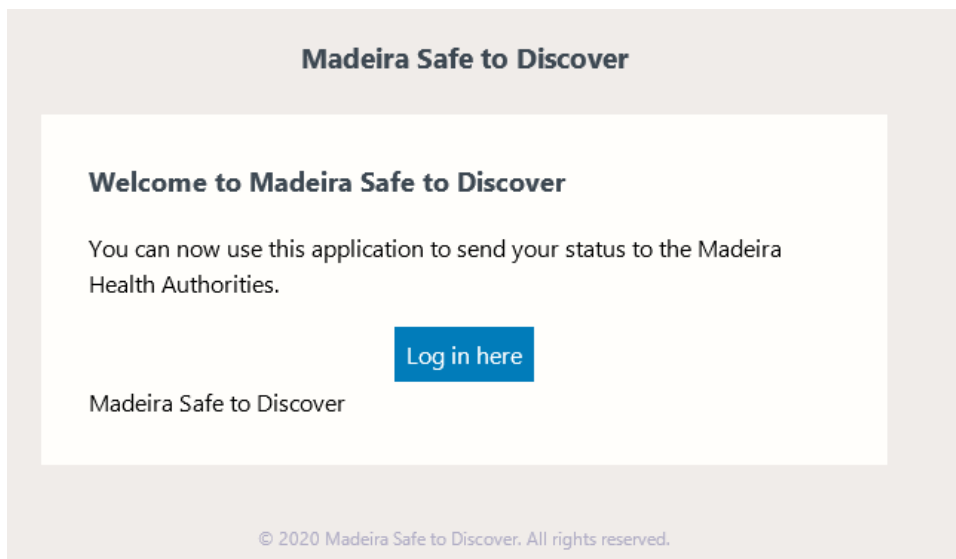 Madeira Safe to Discover
Welcome to Madeira Safe to Discover
You can now use this application to send your status to the Madeira
Health Authorities.
Log in here
Madeira Safe to Discover
© 2020 Madeira Safe to Discover. All rights reserved.